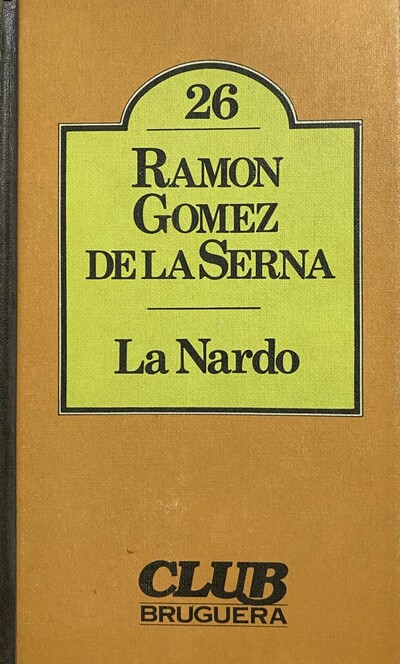 26
RAMON
GOMEZ
DE LA SERNA
La Nardo
CLUB
BRUGUERA